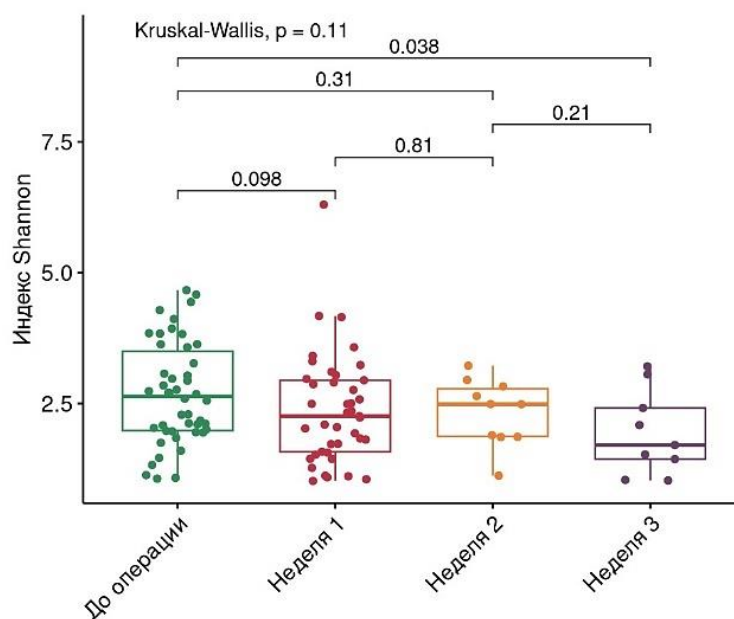 Kruskal-Wallis, p = 0.11
0.038
0.31
0.21
0.81
0.098
Индекс Shannon
7.5
5.0
2.5
До операции
Неделя 1
Неделя 2
Неделя 3